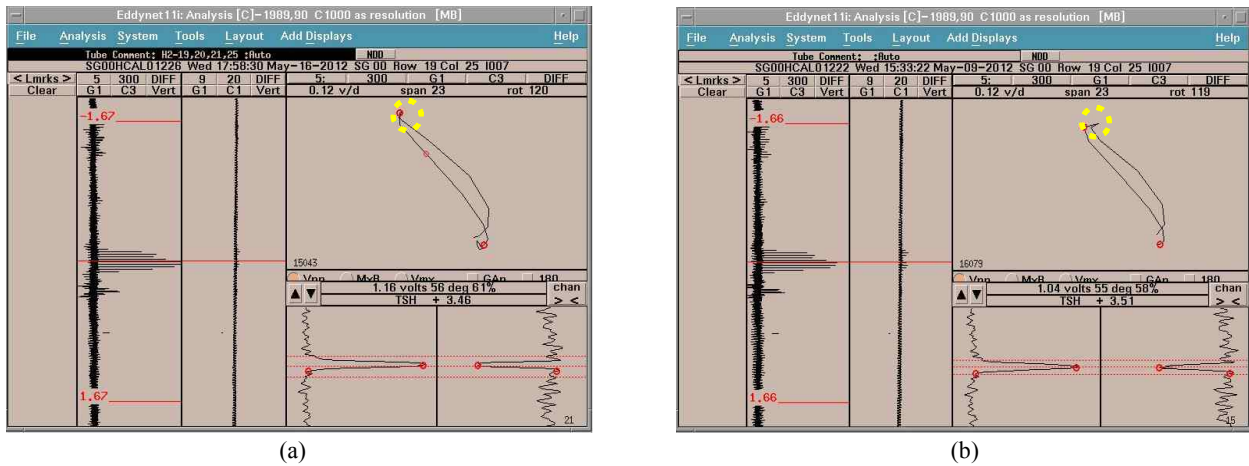 Eddynet11i: Analysis [C]-1989,90 C1000 as resolution [MB]
File Analysis System Tools Layout Add Displays Help
Tube Comment: H2-19,20,21,25 :Auto NDD
SG00HCAL01226 Wed 17:58:30 May-16-2012 SG 00 Row 19 Col 25 I007
< Lmrks > 5 300 DIFF 9 20 DIFF 5: 300 G1 C3 DIFF
Clear G1 C3 Vert G1 C1 Vert 0.12 v/d span 23 rot 120
-1.67
15043
Vpp MxR Vmx GAn 180
1.16 volts 56 deg 61% chan
TSH + 3.46 > <
1.67
21
(a)
Eddynet11i: Analysis [C]-1989,90 C1000 as resolution [MB]
File Analysis System Tools Layout Add Displays Help
Tube Comment: :Auto NDD
SG00HCAL01222 Wed 15:33:22 May-09-2012 SG 00 Row 19 Col 25 I007
< Lmrks > 5 300 DIFF 9 20 DIFF 5: 300 G1 C3 DIFF
Clear G1 C3 Vert G1 C1 Vert 0.12 v/d span 23 rot 119
-1.66
16079
Vpp MxR Vmx GAn 180
1.04 volts 55 deg 58% chan
TSH + 3.51 > <
1.66
15
(b)